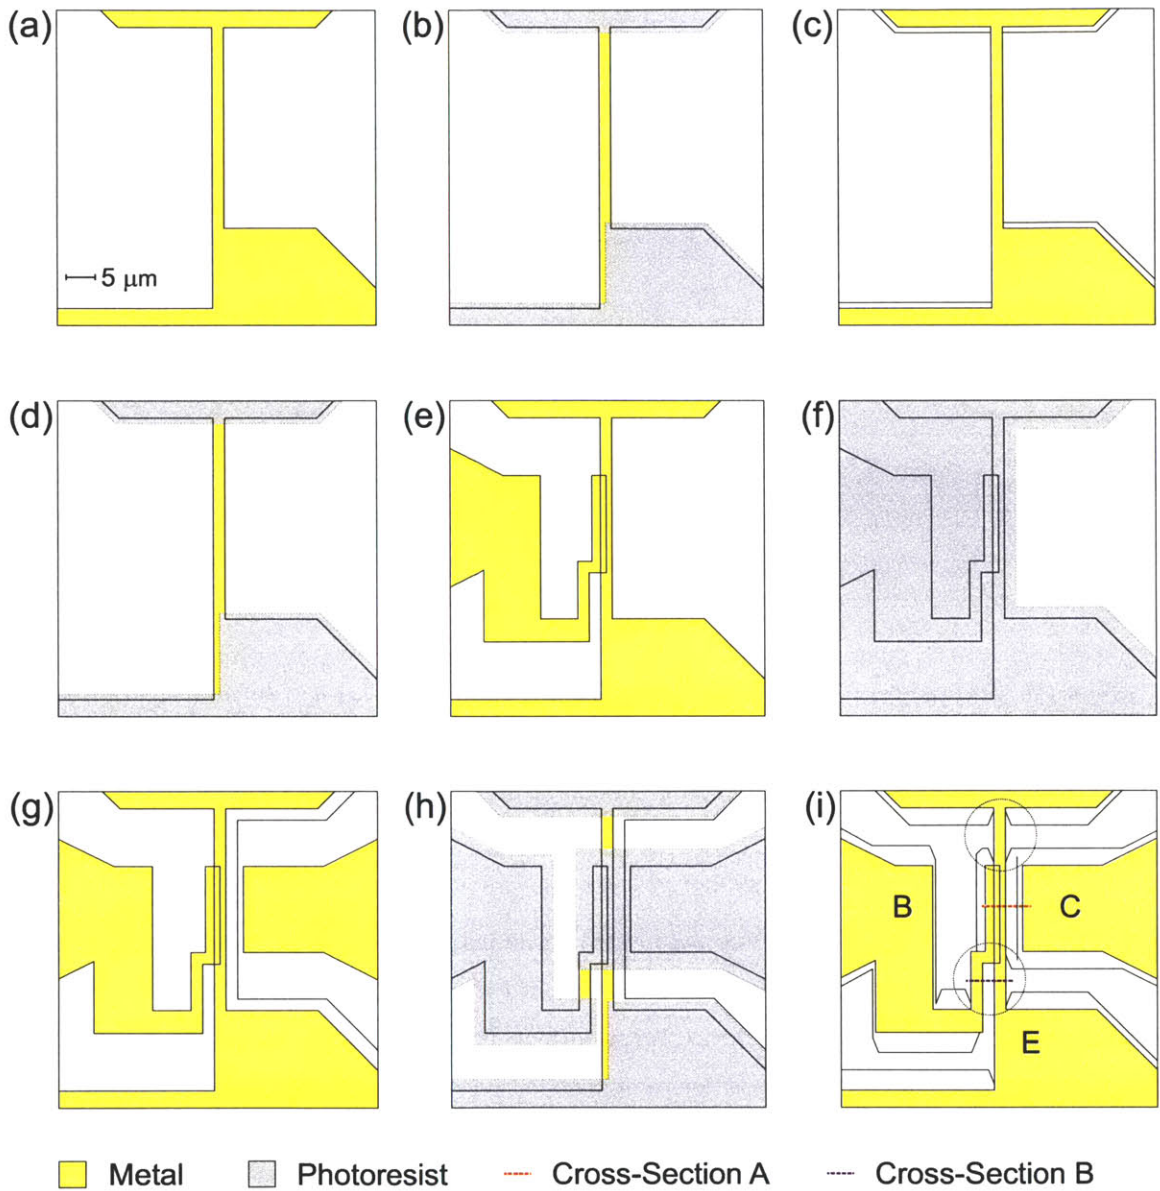 (a) (b) (c)
5 μm
(d) (e) (f)
(g) (h) (i)
B C
E
Metal Photoresist Cross-Section A Cross-Section B